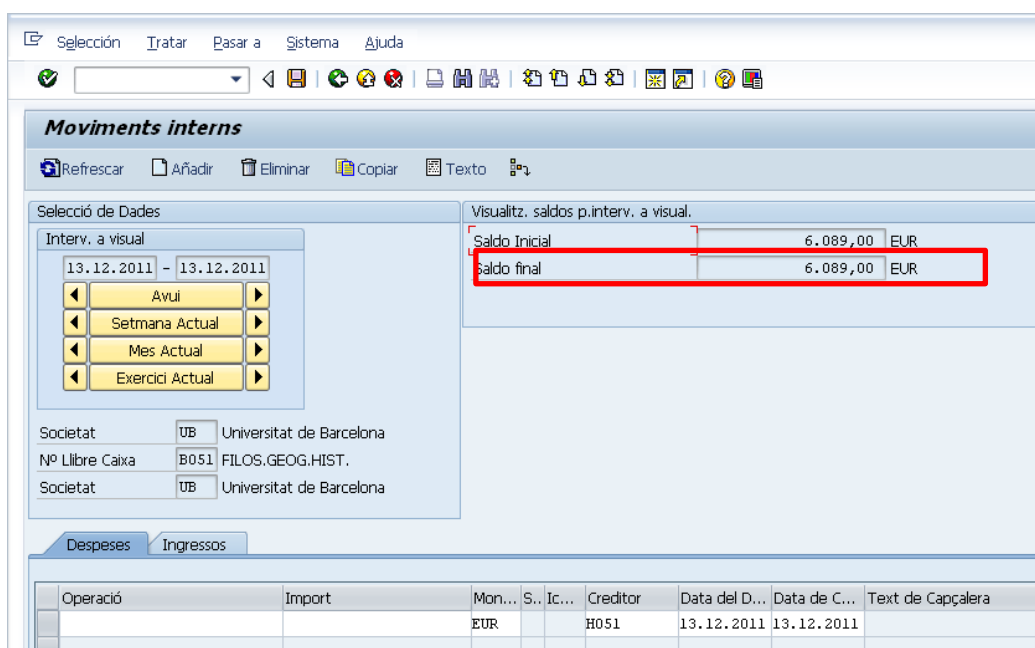 Selección Tratar Pasar a Sistema Ajuda
Moviments interns
Refrescar Añadir Eliminar Copiar Texto
Selecció de Dades
Interv. a visual
13.12.2011 - 13.12.2011
Avui
Setmana Actual
Mes Actual
Exercici Actual
Visualitz. saldos p.interv. a visual.
Saldo Inicial 6.089,00 EUR
Saldo final 6.089,00 EUR
Societat UB Universitat de Barcelona
Nº Llibre Caixa B051 FILOS.GEOG.HIST.
Societat UB Universitat de Barcelona
Despeses Ingressos
Operació Import Mon... S.. Ic... Creditor Data del D... Data de C... Text de Capçalera
EUR H051 13.12.2011 13.12.2011